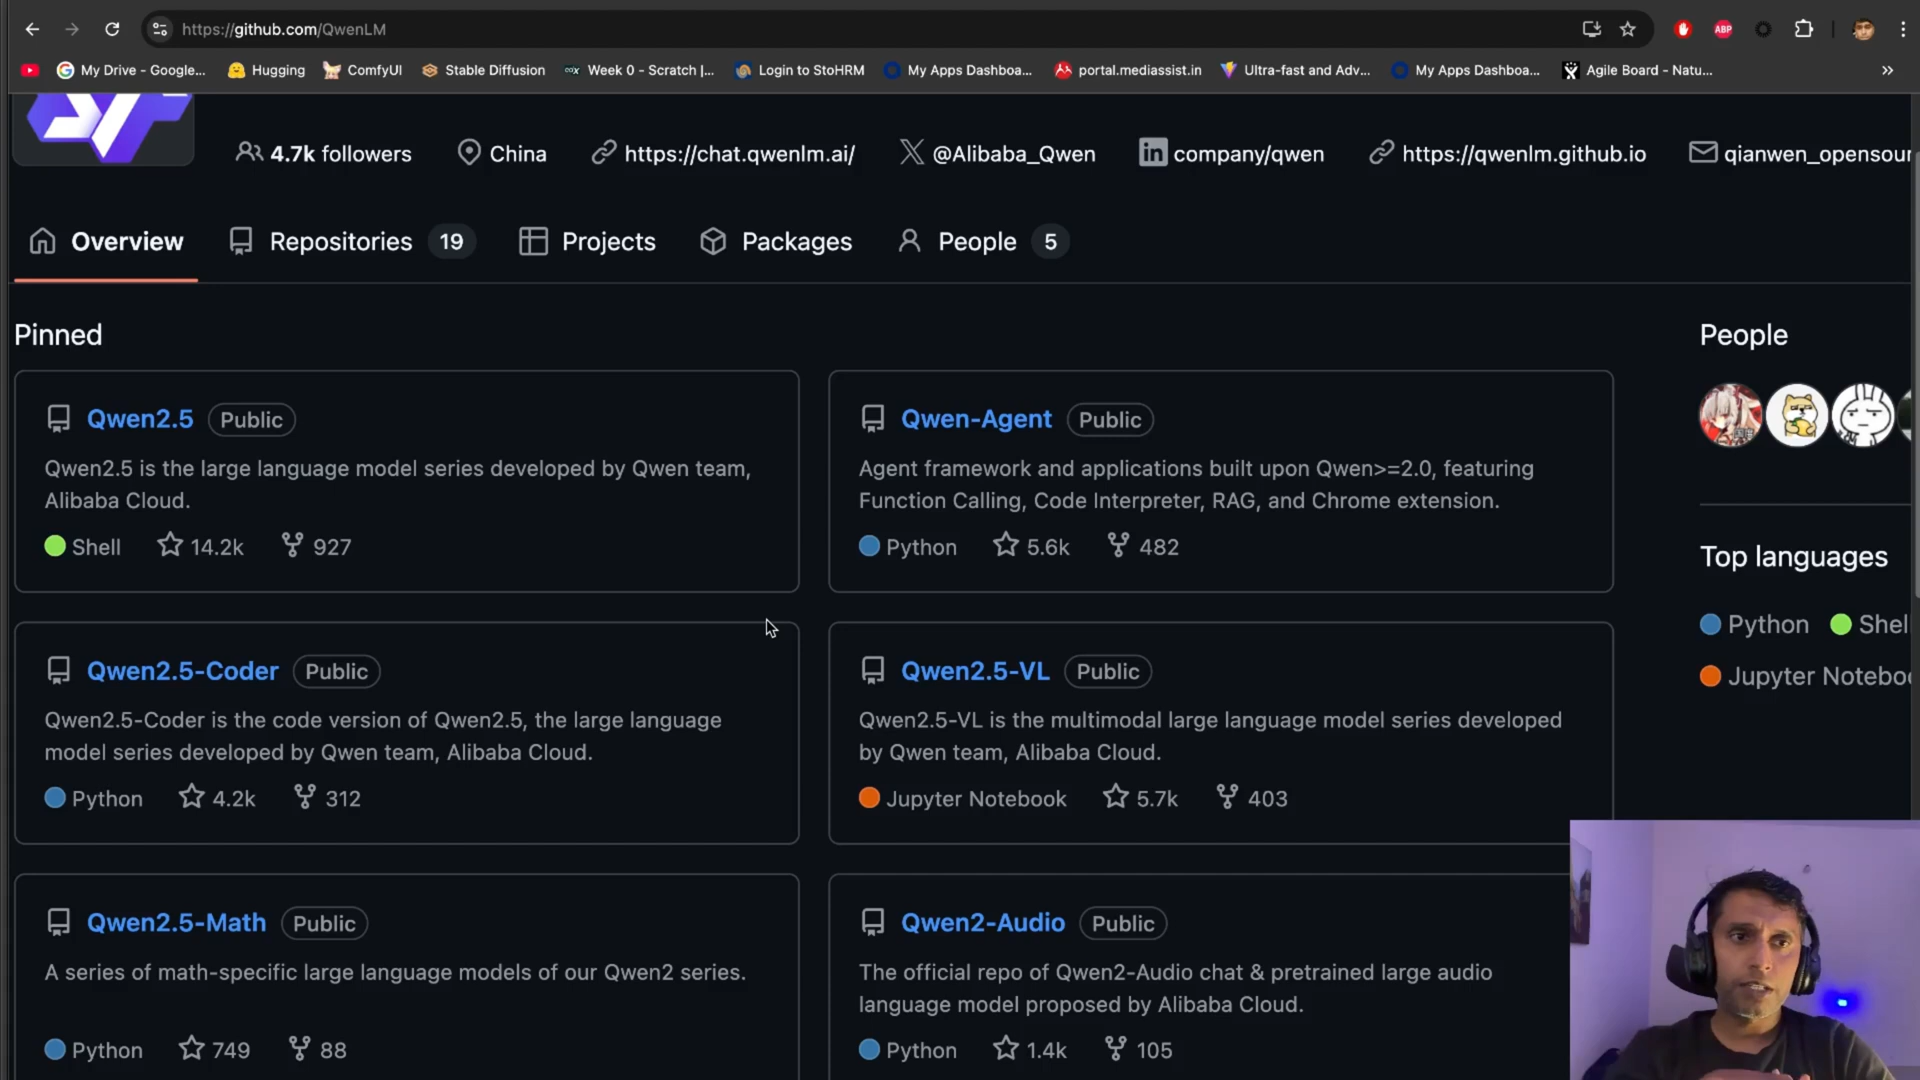 https://github.com/QwenLM
ABP
My Drive - Google...
Hugging
ComfyUI
Stable Diffusion
Week 0 - Scratch |...
Login to StoHRM
My Apps Dashboa...
portal.mediassist.in
Ultra-fast and Adv...
My Apps Dashboa...
Agile Board - Natu...
4.7k followers
China
https://chat.qwenlm.ai/
@Alibaba_Qwen
company/qwen
https://qwenlm.github.io
qianwen_opensour
Overview
Repositories 19
Projects
Packages
People 5
Pinned
Qwen2.5 Public
Qwen2.5 is the large language model series developed by Qwen team,
Alibaba Cloud.
Shell 14.2k 927
Qwen-Agent Public
Agent framework and applications built upon Qwen>=2.0, featuring
Function Calling, Code Interpreter, RAG, and Chrome extension.
Python 5.6k 482
Qwen2.5-Coder Public
Qwen2.5-Coder is the code version of Qwen2.5, the large language
model series developed by Qwen team, Alibaba Cloud.
Python 4.2k 312
Qwen2.5-VL Public
Qwen2.5-VL is the multimodal large language model series developed
by Qwen team, Alibaba Cloud.
Jupyter Notebook 5.7k 403
Qwen2.5-Math Public
A series of math-specific large language models of our Qwen2 series.
Python 749 88
Qwen2-Audio Public
The official repo of Qwen2-Audio chat & pretrained large audio
language model proposed by Alibaba Cloud.
Python 1.4k 105
People
Top languages
Python Shell
Jupyter Noteboo